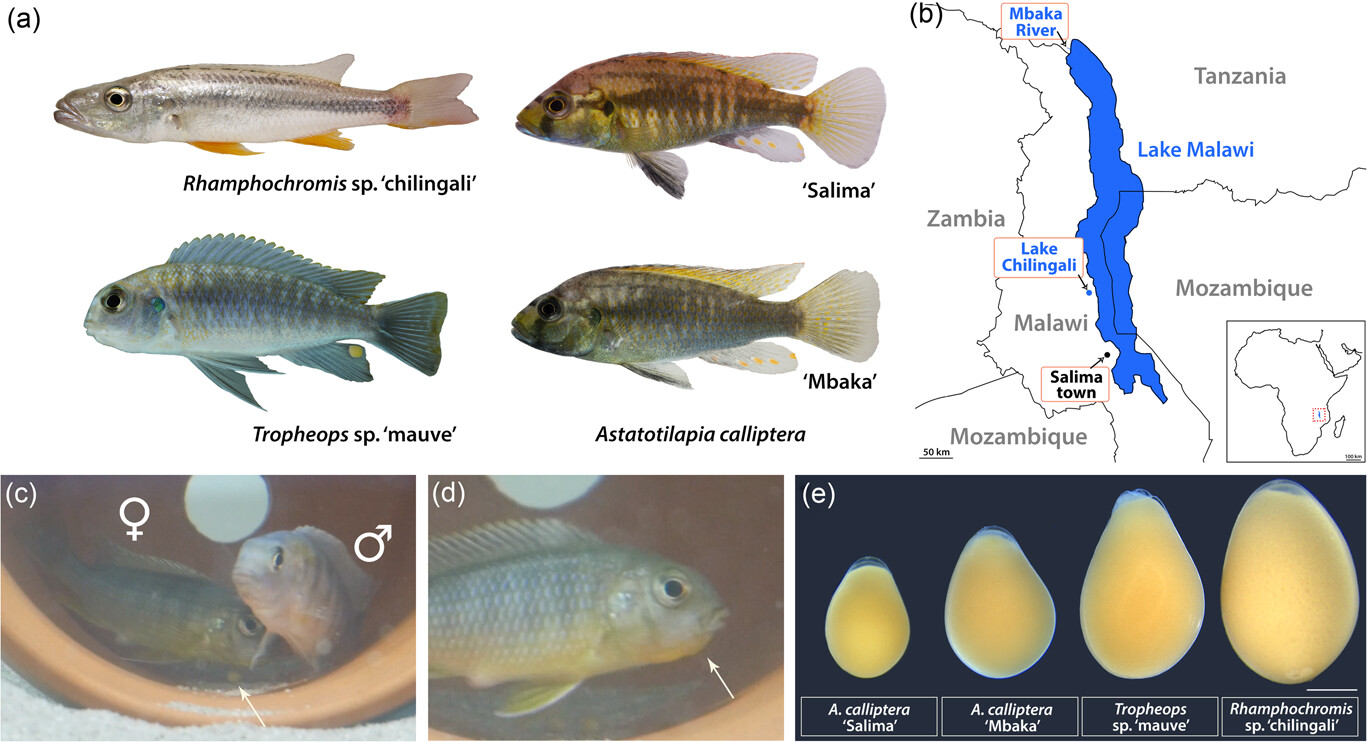 (a)
Rhamphochromis sp. ‘chilingali’
‘Salima’
Tropheops sp. ‘mauve’
‘Mbaka’
Astatotilapia calliptera
(b)
Mbaka
River
Tanzania
Lake Malawi
Zambia
Lake
Chilingali
Mozambique
Malawi
Salima
town
Mozambique
50 km
100 km
(c)
♀
♂
(d)
(e)
A. calliptera
‘Salima’
A. calliptera
‘Mbaka’
Tropheops
sp. ‘mauve’
Rhamphochromis
sp. ‘chilingali’